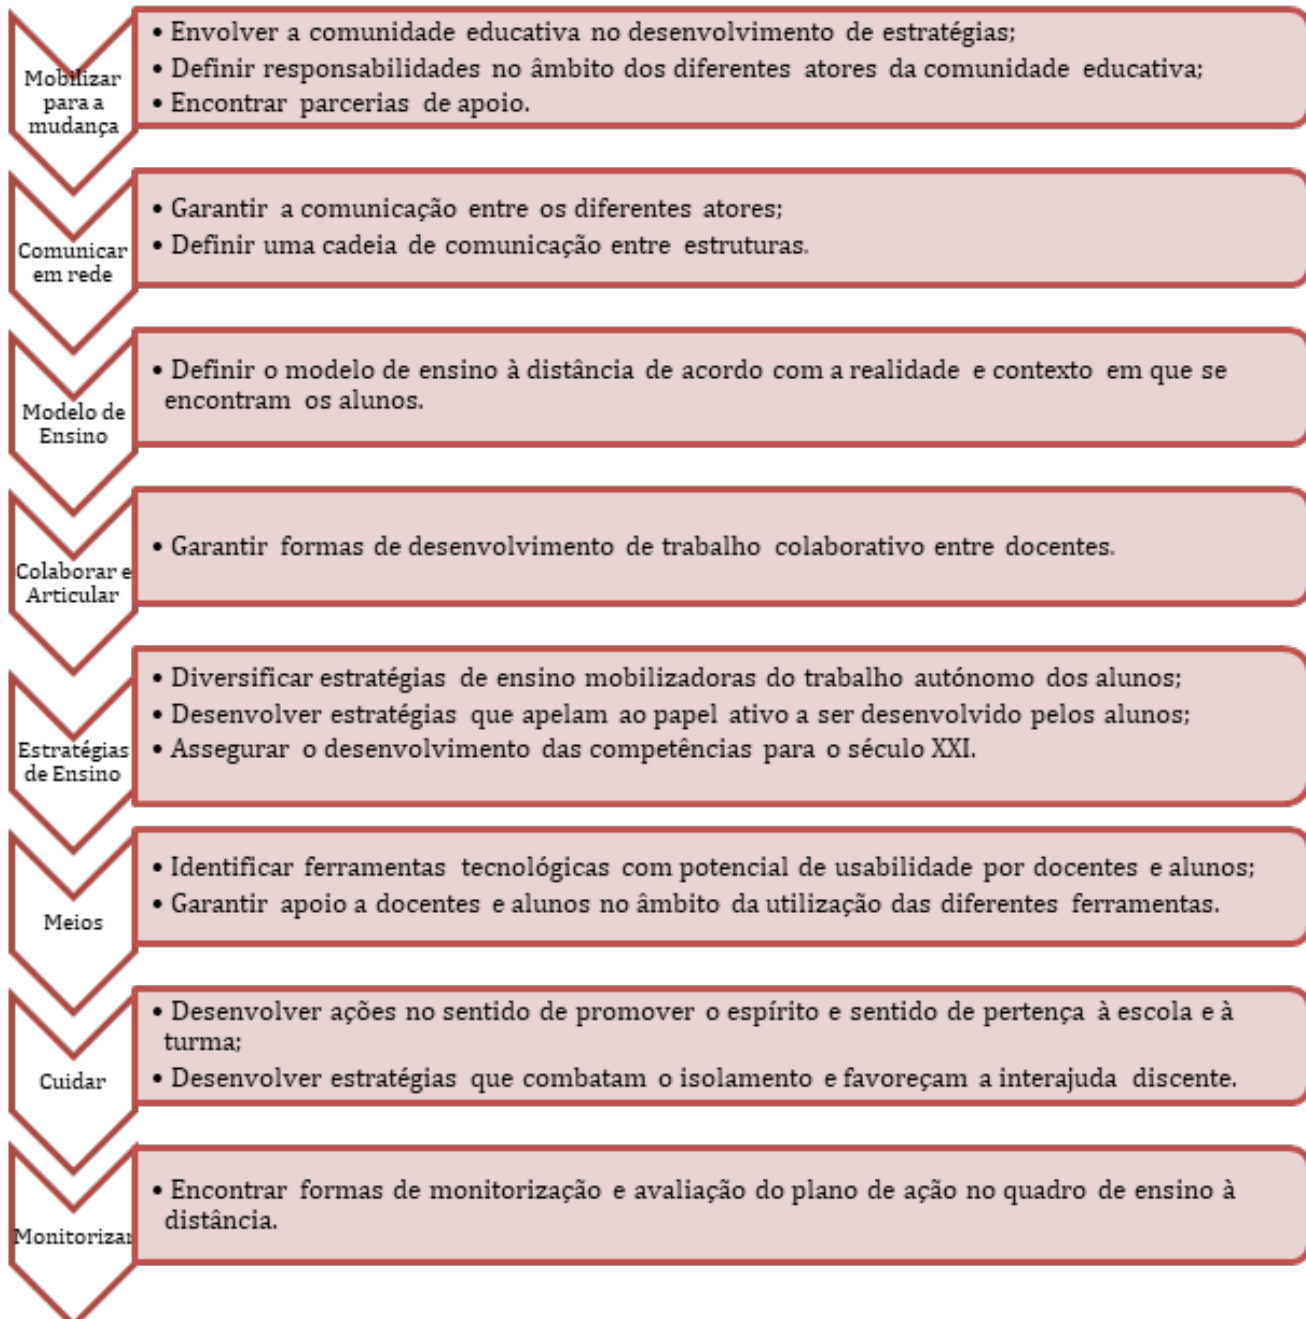 Mobilizar
para a
mudança
• Envolver a comunidade educativa no desenvolvimento de estratégias;
• Definir responsabilidades no âmbito dos diferentes atores da comunidade educativa;
• Encontrar parcerias de apoio.
Comunicar
em rede
• Garantir a comunicação entre os diferentes atores;
• Definir uma cadeia de comunicação entre estruturas.
Modelo de
Ensino
• Definir o modelo de ensino à distância de acordo com a realidade e contexto em que se
encontram os alunos.
Colaborar e
Articular
• Garantir formas de desenvolvimento de trabalho colaborativo entre docentes.
Estratégias
de Ensino
• Diversificar estratégias de ensino mobilizadoras do trabalho autónomo dos alunos;
• Desenvolver estratégias que apelam ao papel ativo a ser desenvolvido pelos alunos;
• Assegurar o desenvolvimento das competências para o século XXI.
Meios
• Identificar ferramentas tecnológicas com potencial de usabilidade por docentes e alunos;
• Garantir apoio a docentes e alunos no âmbito da utilização das diferentes ferramentas.
Cuidar
• Desenvolver ações no sentido de promover o espírito e sentido de pertença à escola e à
turma;
• Desenvolver estratégias que combatam o isolamento e favoreçam a interajuda discente.
Monitorizar
• Encontrar formas de monitorização e avaliação do plano de ação no quadro de ensino à
distância.